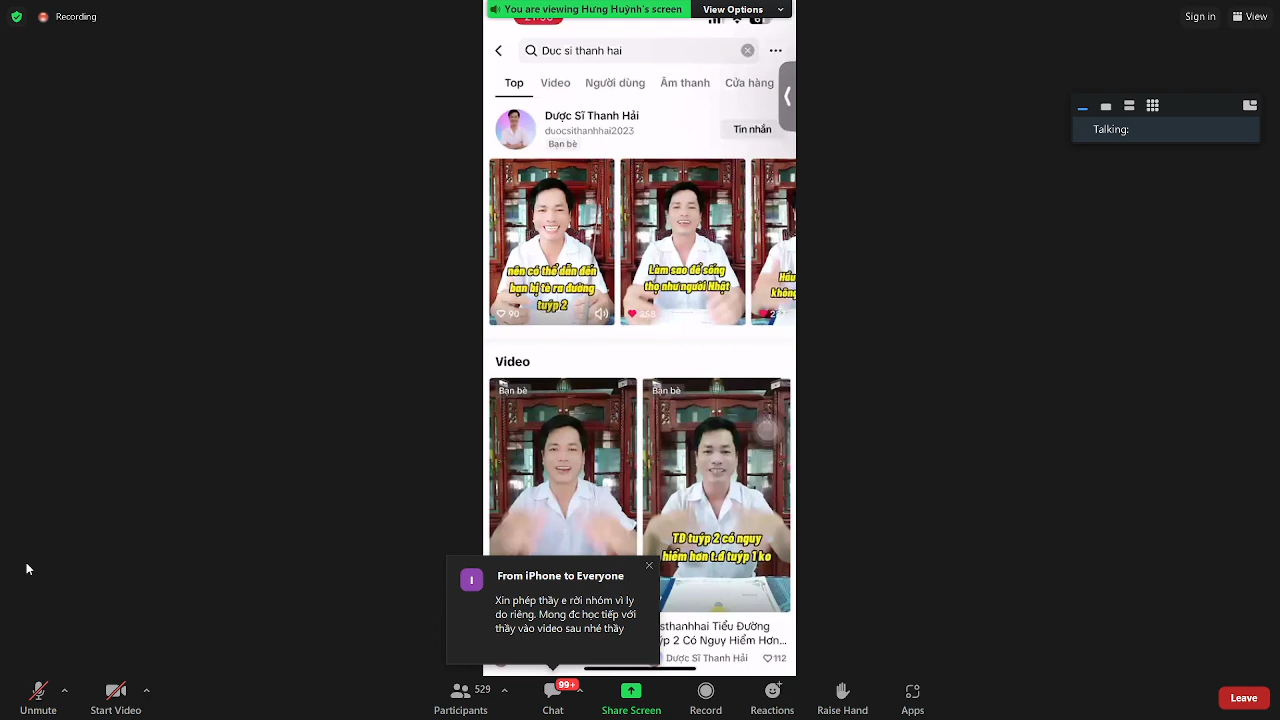 You are viewing Hưng Huỳnh's screen
View Options
Recording
Sign in
View
Dục si thanh hai
Top
Video
Người dùng
Âm thanh
Cửa hàng
Talking:
Dược Sĩ Thanh Hải
duocsithanhhai2023
Bạn bè
Tin nhắn
nên có thể dẫn đến
bạn bị tè ra đường
tuýp 2
90
Làm sao để sống
thọ như người Nhật
358
không
Video
Bạn bè
Bạn bè
TĐ tuýp 2 có nguy
hiểm hơn t.đ tuýp 1 ko
I
From iPhone to Everyone
Xin phép thầy e rời nhóm vì ly
do riêng. Mong đc học tiếp với
thầy vào video sau nhé thầy
sthanhhai Tiểu Đường
ýp 2 Có Nguy Hiểm Hơn...
Dược Sĩ Thanh Hải
112
Unmute
Start Video
529
Participants
99+
Chat
Share Screen
Record
Reactions
Raise Hand
Apps
Leave